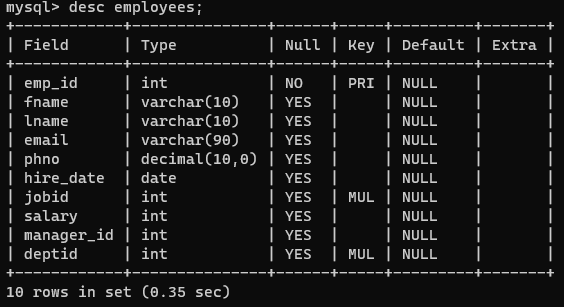 mysql> desc employees;
+------------+---------------+------+-----+---------+-------+
| Field      | Type          | Null | Key | Default | Extra |
+------------+---------------+------+-----+---------+-------+
| emp_id     | int           | NO   | PRI | NULL    |       |
| fname      | varchar(10)   | YES  |     | NULL    |       |
| lname      | varchar(10)   | YES  |     | NULL    |       |
| email      | varchar(90)   | YES  |     | NULL    |       |
| phno       | decimal(10,0) | YES  |     | NULL    |       |
| hire_date  | date          | YES  |     | NULL    |       |
| jobid      | int           | YES  | MUL | NULL    |       |
| salary     | int           | YES  |     | NULL    |       |
| manager_id | int           | YES  |     | NULL    |       |
| deptid     | int           | YES  | MUL | NULL    |       |
+------------+---------------+------+-----+---------+-------+
10 rows in set (0.35 sec)